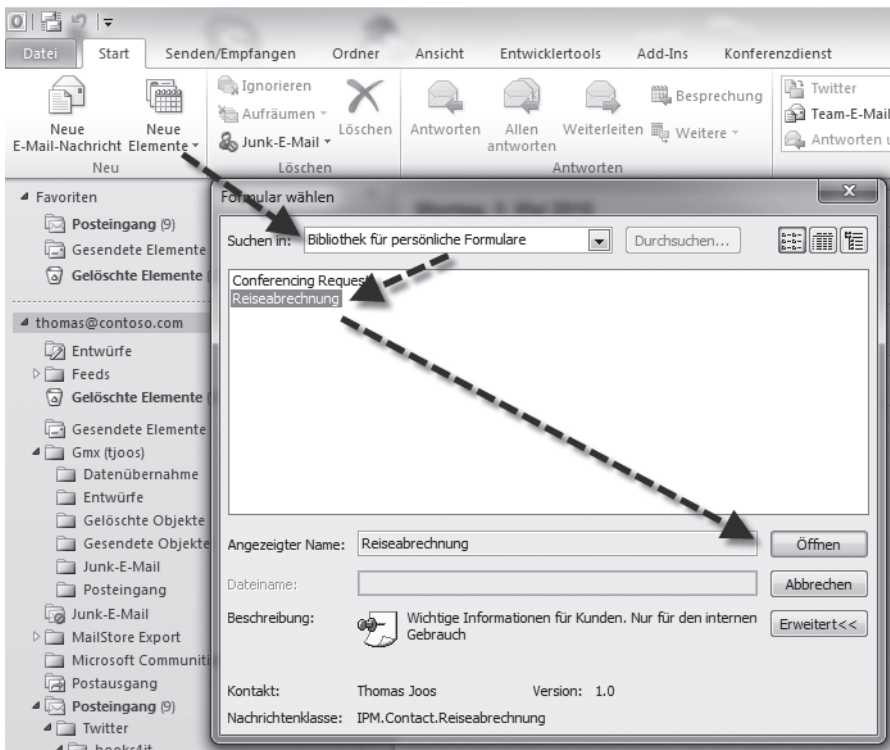 Datei Start Senden/Empfangen Ordner Ansicht Entwicklertools Add-Ins Konferenzdienst
Neue E-Mail-Nachricht
Neue Elemente
Neu
Ignorieren
Aufräumen
Junk-E-Mail
Löschen
Löschen
Antworten
Allen antworten
Weiterleiten
Besprechung
Weitere
Antworten
Twitter
Team-E-Mail
Antworten u
Favoriten
Posteingang (9)
Gesendete Elemente
Gelöschte Elemente
thomas@contoso.com
Entwürfe
Feeds
Gelöschte Elemente
Gesendete Elemente
Gmx (tjoos)
Datenübernahme
Entwürfe
Gelöschte Objekte
Gesendete Objekte
Junk-E-Mail
Posteingang
Junk-E-Mail
MailStore Export
Microsoft Communiti
Postausgang
Posteingang (9)
Twitter
Formular wählen
Suchen in: Bibliothek für persönliche Formulare Durchsuchen...
Conferencing Request
Reiseabrechnung
Angezeigter Name: Reiseabrechnung Öffnen
Dateiname: Abbrechen
Beschreibung: Wichtige Informationen für Kunden. Nur für den internen Gebrauch
Erweitert<<
Kontakt: Thomas Joos Version: 1.0
Nachrichtenklasse: IPM.Contact.Reiseabrechnung